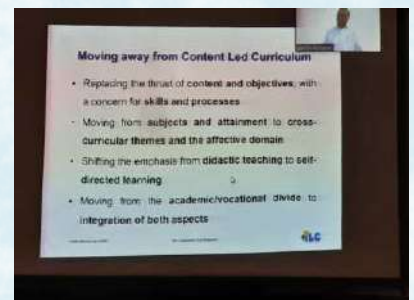 Moving away from Content Led Curriculum
• Replacing the thrust of content and objectives, with
a concern for skills and processes
• Moving from subjects and attainment to cross-
curricular themes and the affective domain
• Shifting the emphasis from didactic teaching to self-
directed learning
• Moving from the academic/vocational divide to
integration of both aspects